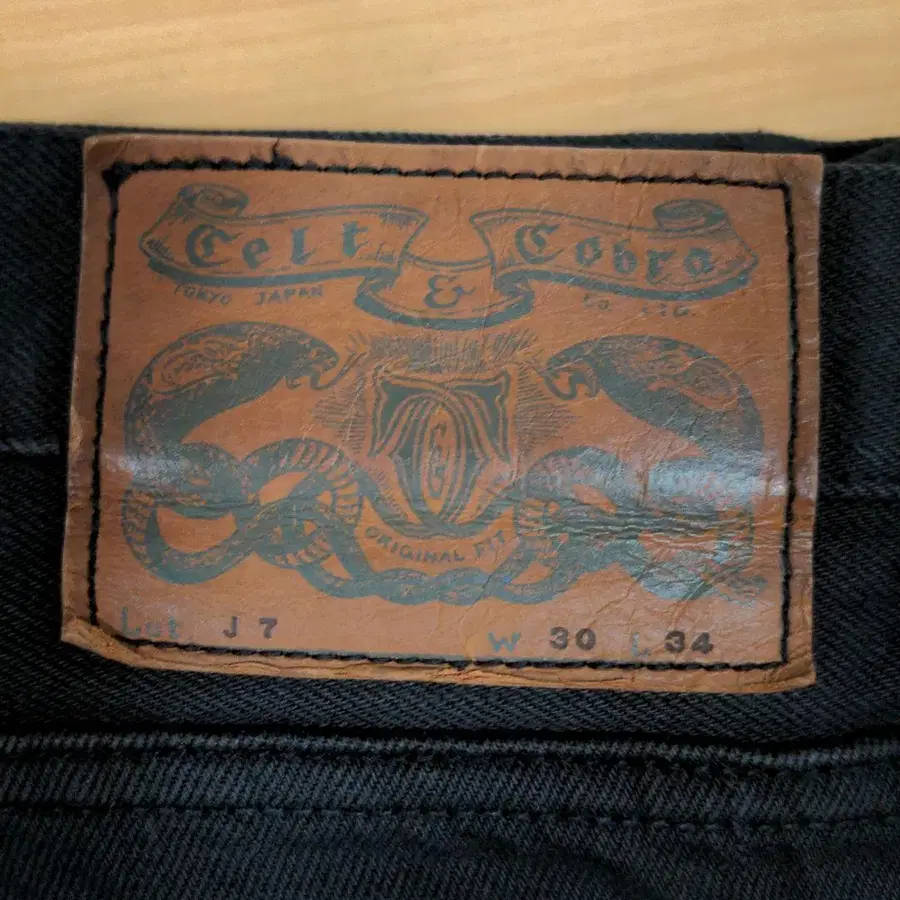 Celt & Cobra
TOKYO JAPAN Co. LTD.
C&C
ORIGINAL FIT
Lot J7 W 30 L 34